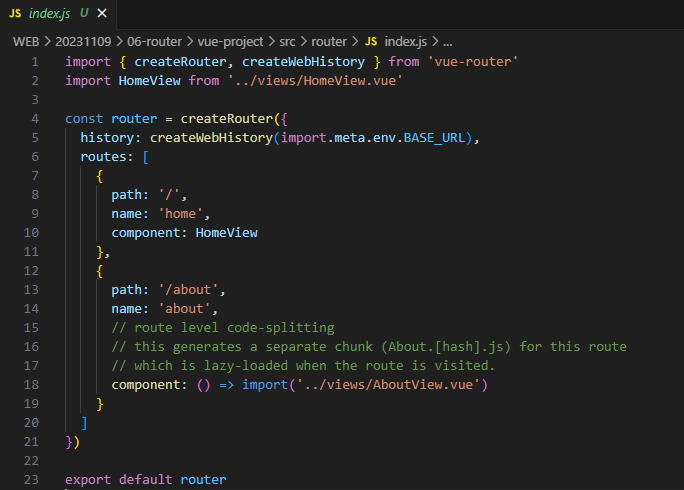 JS index.js U ×
WEB > 20231109 > 06-router > vue-project > src > router > JS index.js > ...
1 import { createRouter, createWebHistory } from 'vue-router'
2 import HomeView from '../views/HomeView.vue'
3
4 const router = createRouter({
5   history: createWebHistory(import.meta.env.BASE_URL),
6   routes: [
7     {
8       path: '/',
9       name: 'home',
10       component: HomeView
11     },
12     {
13       path: '/about',
14       name: 'about',
15       // route level code-splitting
16       // this generates a separate chunk (About.[hash].js) for this route
17       // which is lazy-loaded when the route is visited.
18       component: () => import('../views/AboutView.vue')
19     }
20   ]
21 })
22
23 export default router